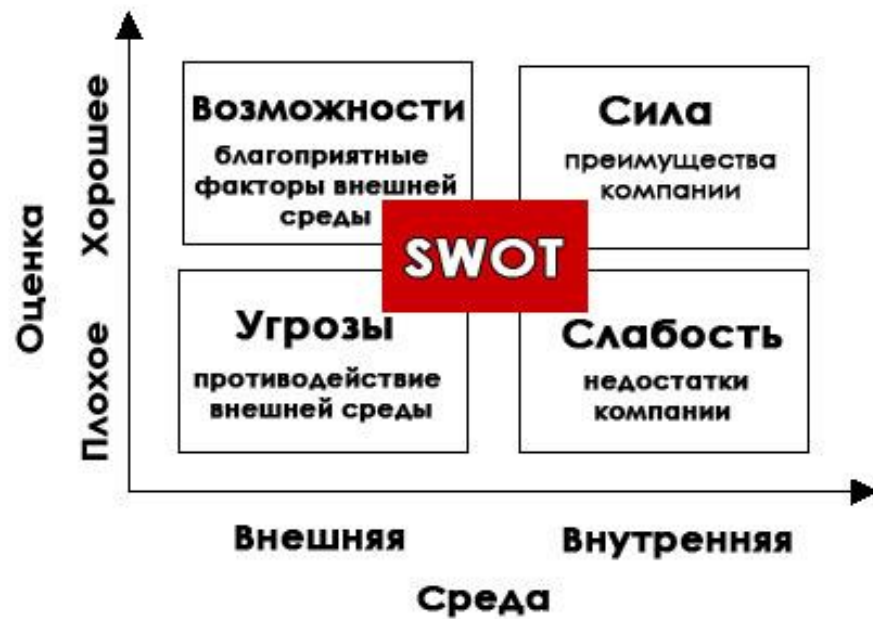 Оценка
Хорошее
Плохое
Возможности
благоприятные
факторы внешней
среды
Сила
преимущества
компании
SWOT
Угрозы
противодействие
внешней среды
Слабость
недостатки
компании
Внешняя
Внутренняя
Среда